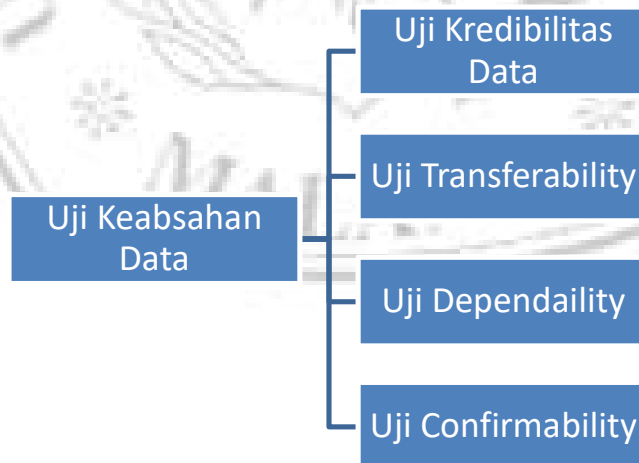 Uji Kredibilitas
Data
Uji Transferability
Uji Keabsahan
Data
Uji Dependaility
Uji Confirmability